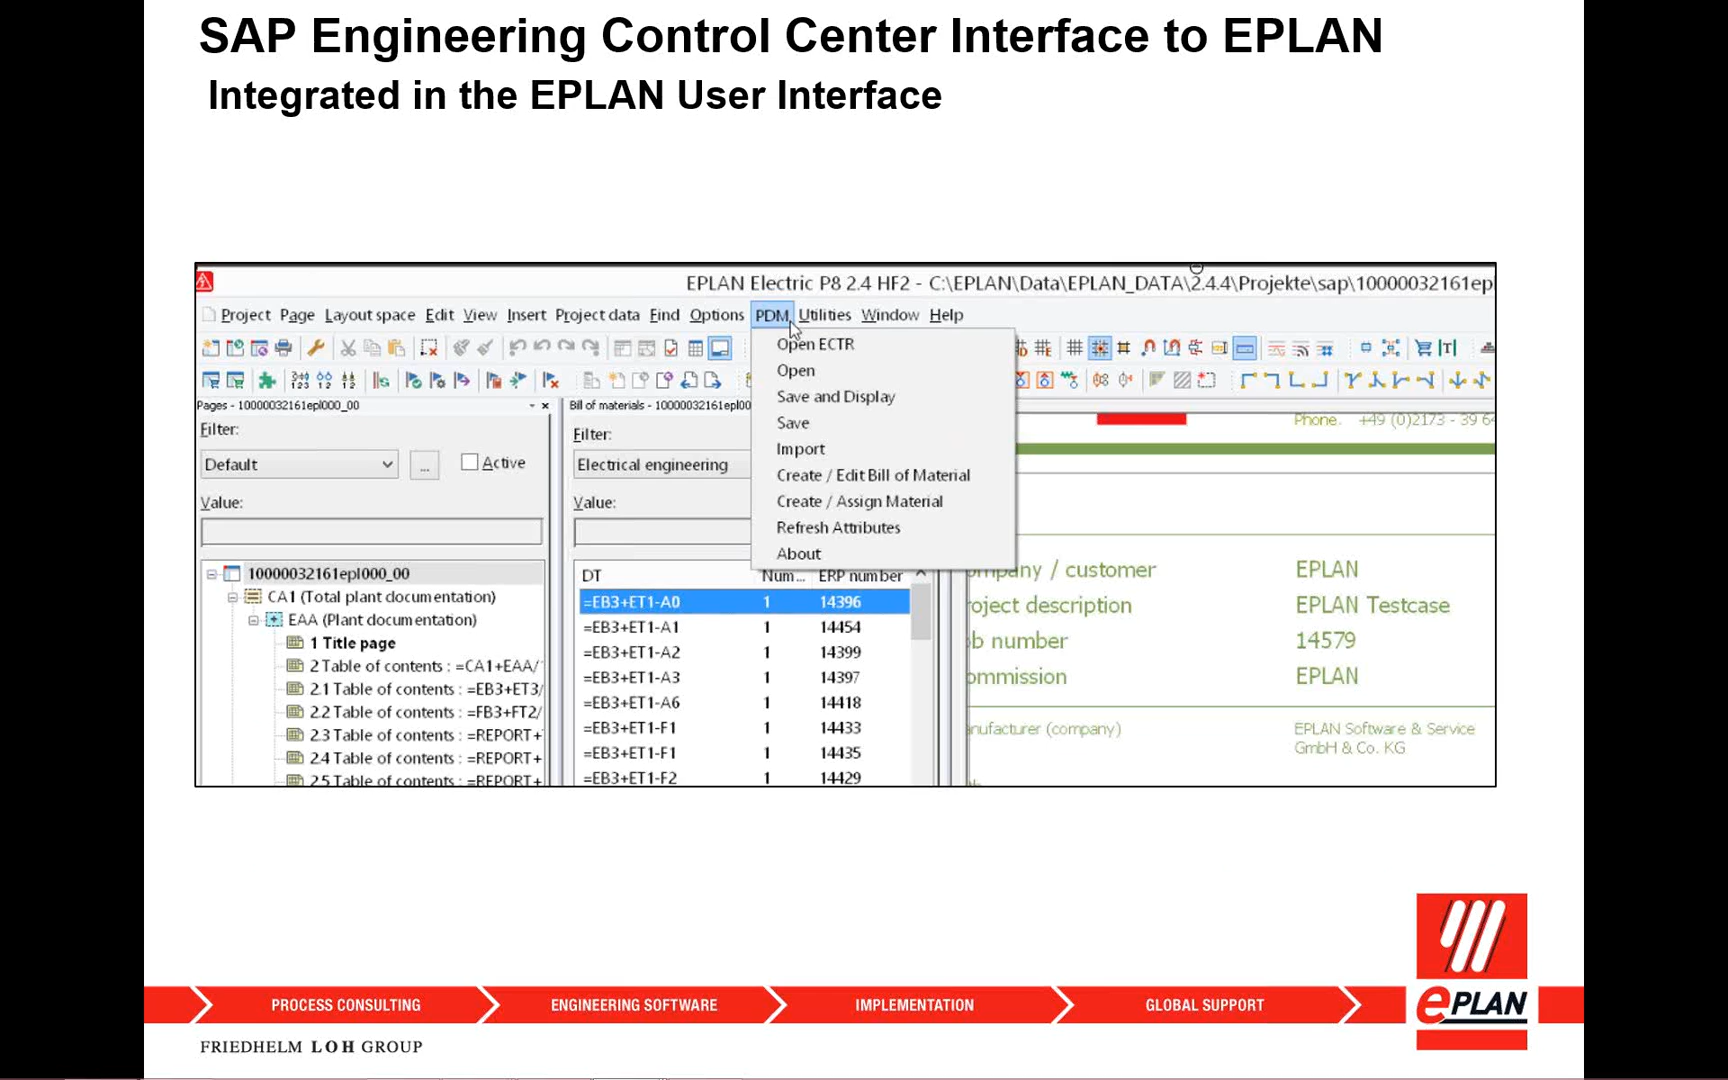 SAP Engineering Control Center Interface to EPLAN
Integrated in the EPLAN User Interface
EPLAN Electric P8 2.4 HF2 - C:\EPLAN\Data\EPLAN_DATA\2.4.4\Projekte\sap\10000032161epl
Project Page Layout space Edit View Insert Project data Find Options PDM Utilities Window Help
Open ECTR
Open
Save and Display
Save
Import
Create / Edit Bill of Material
Create / Assign Material
Refresh Attributes
About
Pages - 10000032161epl000_00
Filter:
Default
...
Active
Value:
10000032161epl000_00
CA1 (Total plant documentation)
EAA (Plant documentation)
1 Title page
2 Table of contents : =CA1+EAA/
2.1 Table of contents : =EB3+ET3/
2.2 Table of contents : =FB3+FT2/
2.3 Table of contents : =REPORT+
2.4 Table of contents : =REPORT+
2.5 Table of contents : =REPORT+
Bill of materials - 10000032161epl00
Filter:
Electrical engineering
Value:
DT Num... ERP number
=EB3+ET1-A0 1 14396
=EB3+ET1-A1 1 14454
=EB3+ET1-A2 1 14399
=EB3+ET1-A3 1 14397
=EB3+ET1-A6 1 14418
=EB3+ET1-F1 1 14433
=EB3+ET1-F1 1 14435
=EB3+ET1-F2 1 14429
Phone. +49 (0)2173 - 39 64
ompany / customer EPLAN
roject description EPLAN Testcase
ob number 14579
ommission EPLAN
anufacturer (company) EPLAN Software & Service
GmbH & Co. KG
PROCESS CONSULTING ENGINEERING SOFTWARE IMPLEMENTATION GLOBAL SUPPORT
ePLAN
FRIEDHELM LOH GROUP